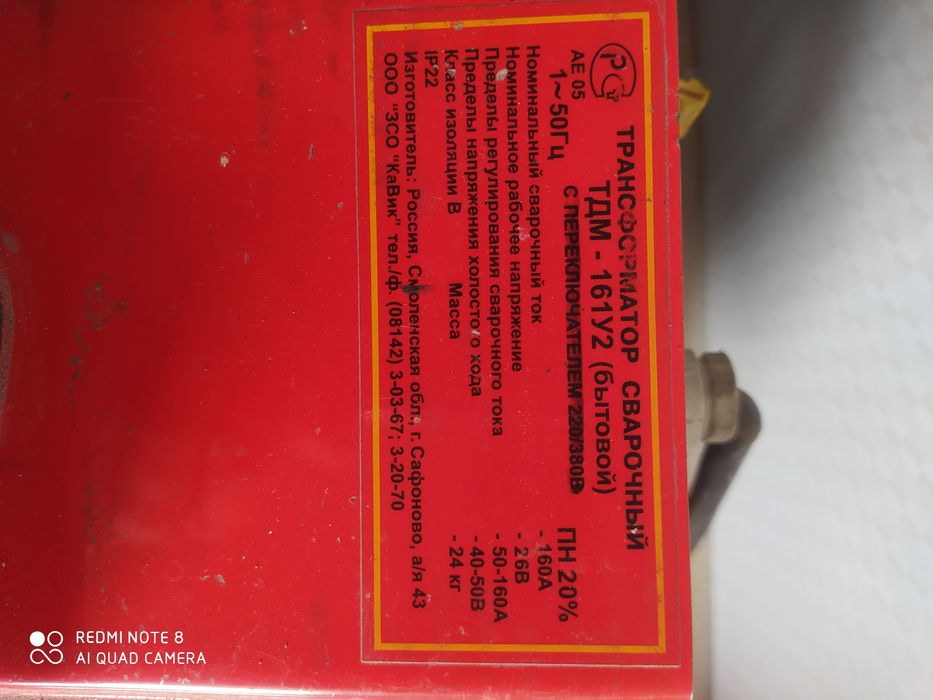 ТРАНСФОРМАТОР СВАРОЧНЫЙ
ТДМ - 161У2 (бытовой)
РСТ
АЕ 05
С ПЕРЕКЛЮЧАТЕЛЕМ 220/380В
1~50Гц ПН 20%
Номинальный сварочный ток - 160А
Номинальное рабочее напряжение - 26В
Пределы регулирования сварочного тока - 50-160А
Пределы напряжения холостого хода - 40-50В
Класс изоляции В Масса - 24 кг
IP22
Изготовитель: Россия, Смоленская обл., г. Сафоново, а/я 43
ООО "ЗСО "КаВик" тел./ф. (08142) 3-03-67; 3-20-70
REDMI NOTE 8
AI QUAD CAMERA